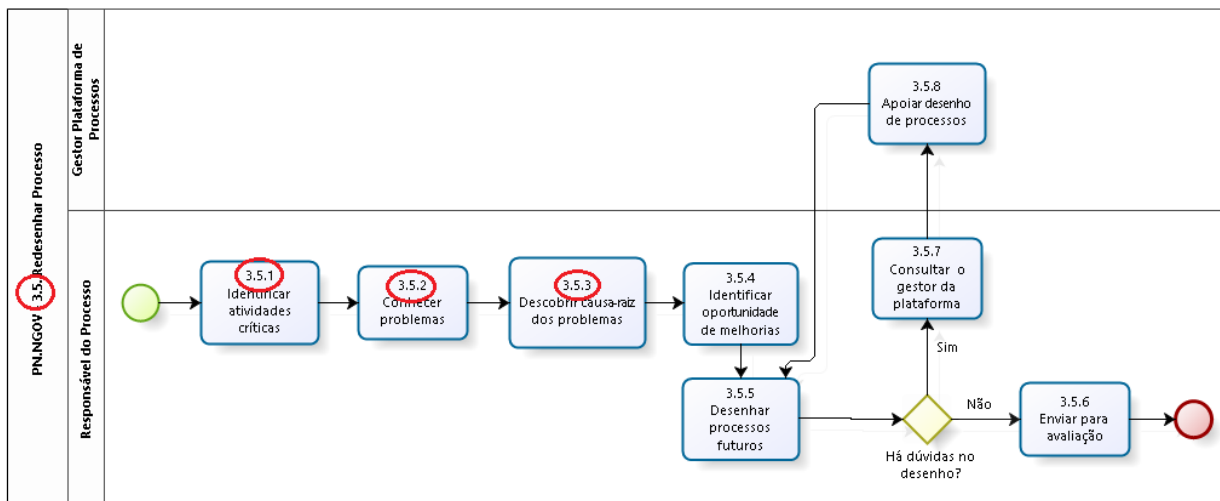 PN.NGOV 3.5. Redesenhar Processo
Gestor Plataforma de
Processos
Responsável do Processo
3.5.1
Identificar
atividades
críticas
3.5.2
Conhecer
problemas
3.5.3
Descobrir causa-raiz
dos problemas
3.5.4
Identificar
oportunidade
de melhorias
3.5.5
Desenhar
processos
futuros
Há dúvidas no
desenho?
Sim
3.5.7
Consultar o
gestor da
plataforma
3.5.8
Apoiar desenho
de processos
Não
3.5.6
Enviar para
avaliação